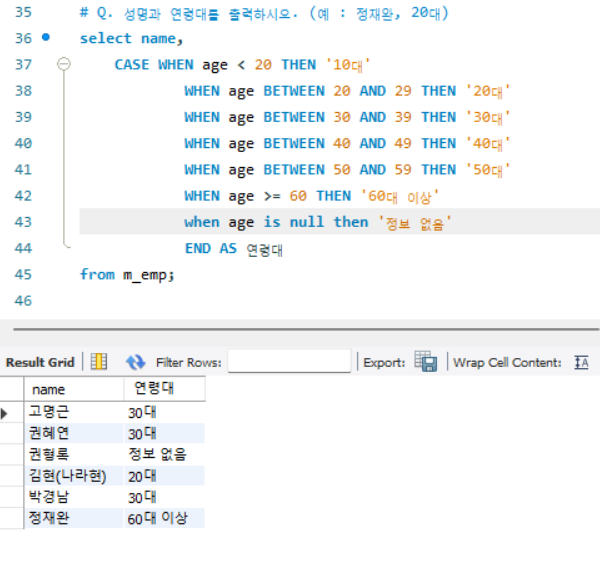 35 # Q. 성명과 연령대를 출력하시오. (예 : 정재완, 20대)
36 select name,
37 CASE WHEN age < 20 THEN '10대'
38 WHEN age BETWEEN 20 AND 29 THEN '20대'
39 WHEN age BETWEEN 30 AND 39 THEN '30대'
40 WHEN age BETWEEN 40 AND 49 THEN '40대'
41 WHEN age BETWEEN 50 AND 59 THEN '50대'
42 WHEN age >= 60 THEN '60대 이상'
43 when age is null then '정보 없음'
44 END AS 연령대
45 from m_emp;
46
Result Grid Filter Rows: Export: Wrap Cell Content: IA
name 연령대
고명근 30대
권혜연 30대
권형록 정보 없음
김현(나라현) 20대
박경남 30대
정재완 60대 이상